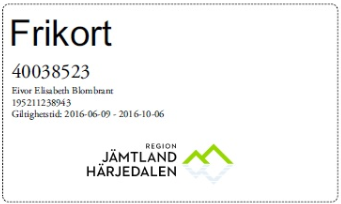 Frikort
40038523
Eivor Elisabeth Blombrant
195211238943
Giltighetstid: 2016-06-09 - 2016-10-06
REGION
JÄMTLAND
HÄRJEDALEN